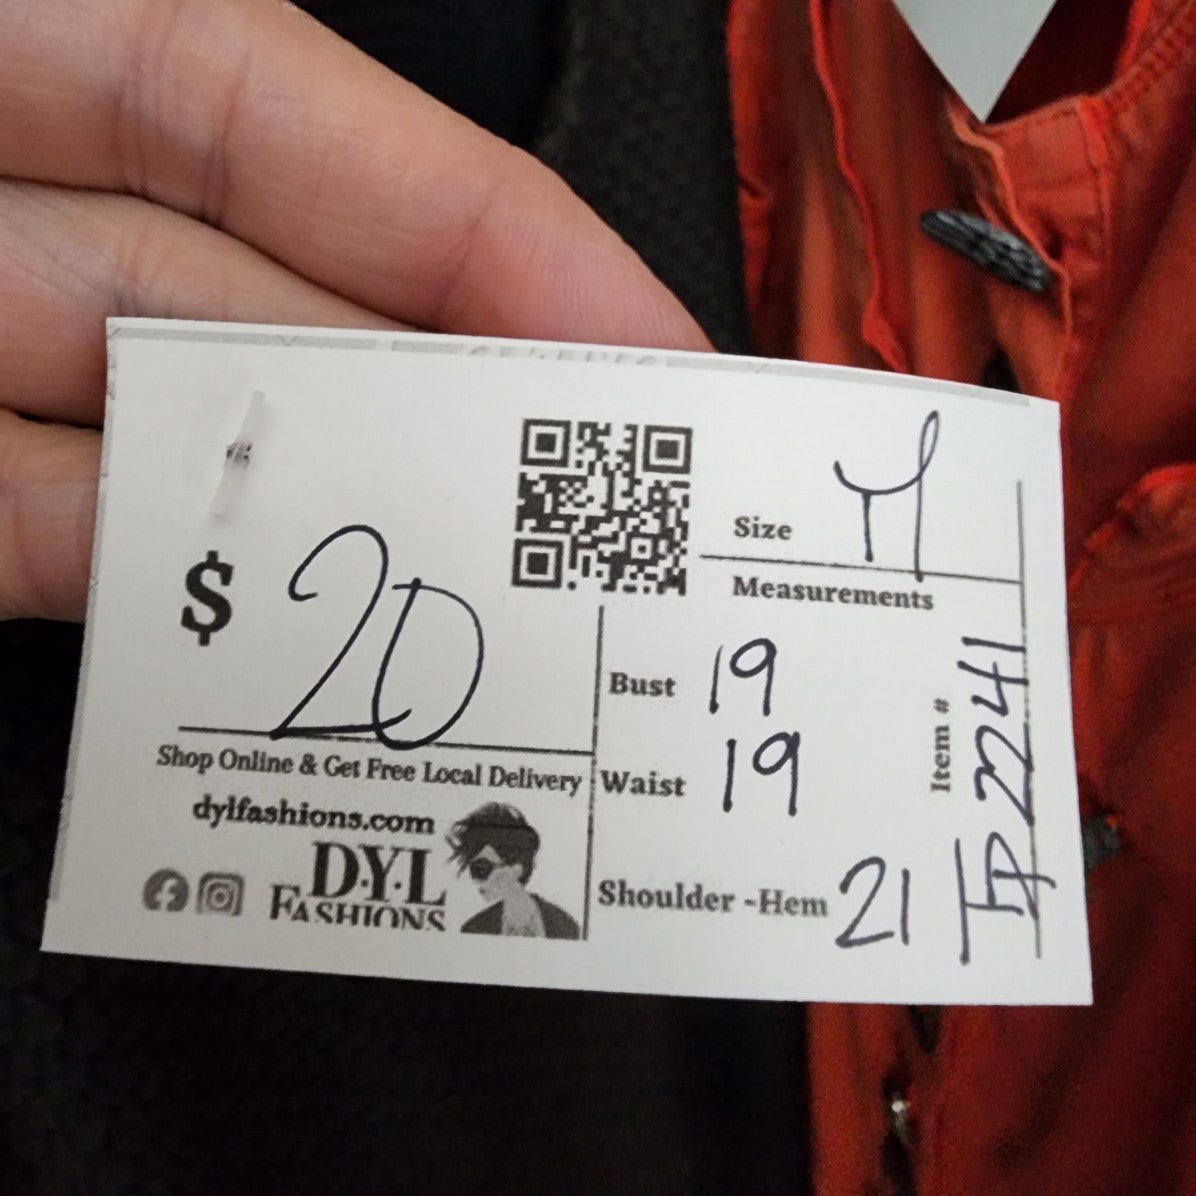 Size
$ 20
Measurements
Bust 19
Waist 19
Shoulder -Hem 21
Item # TP2241
Shop Online & Get Free Local Delivery
dylfashions.com
D.Y.L
FASHIONS